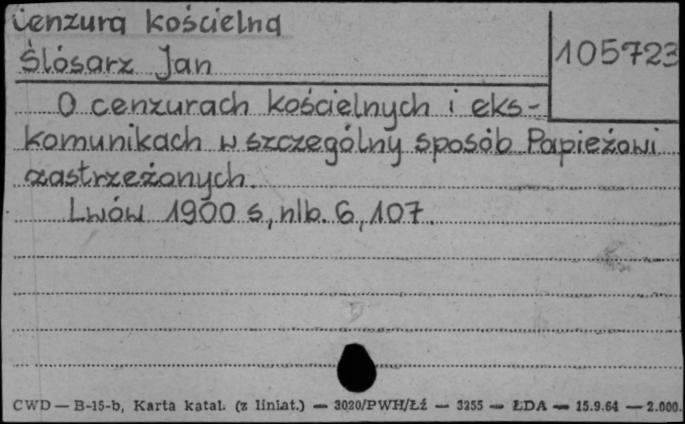 Cenzura kościelna
Ślósarz Jan
105723
O cenzurach kościelnych i eks-
komunikach w szczególny sposób Papieżowi
zastrzeżonych.
Lwów 1900 s, nlb. 6, 107.
CWD — B-15-b, Karta katal. (z liniat.) — 3020/PWH/Łź — 3255 — ŁDA — 15.9.64 — 2.000.